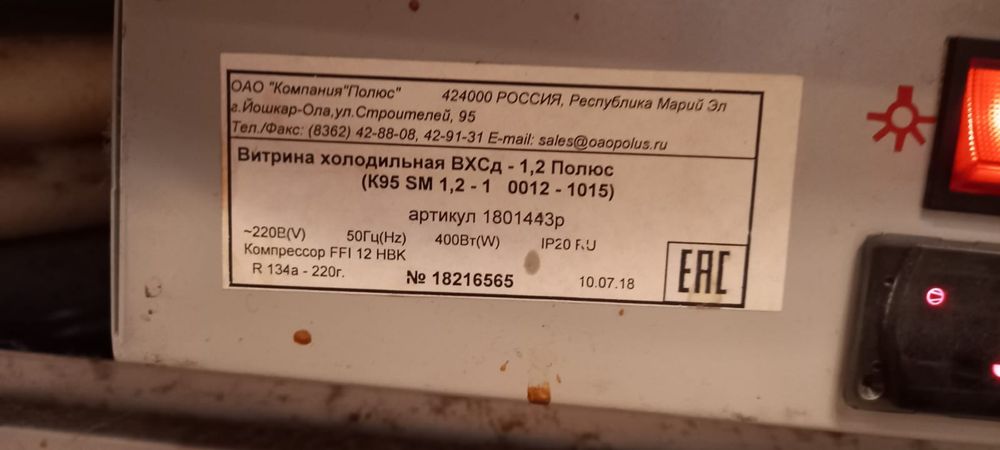 ОАО "Компания"Полюс" 424000 РОССИЯ, Республика Марий Эл
г.Йошкар-Ола,ул.Строителей, 95
Тел./Факс: (8362) 42-88-08, 42-91-31 E-mail: sales@oaopolus.ru
Витрина холодильная ВХСд - 1,2 Полюс
(К95 SM 1,2 - 1 0012 - 1015)
артикул 1801443р
~220В(V) 50Гц(Hz) 400Вт(W) IP20 RU
Компрессор FFI 12 HBK
R 134a - 220г. № 18216565 10.07.18
EAC